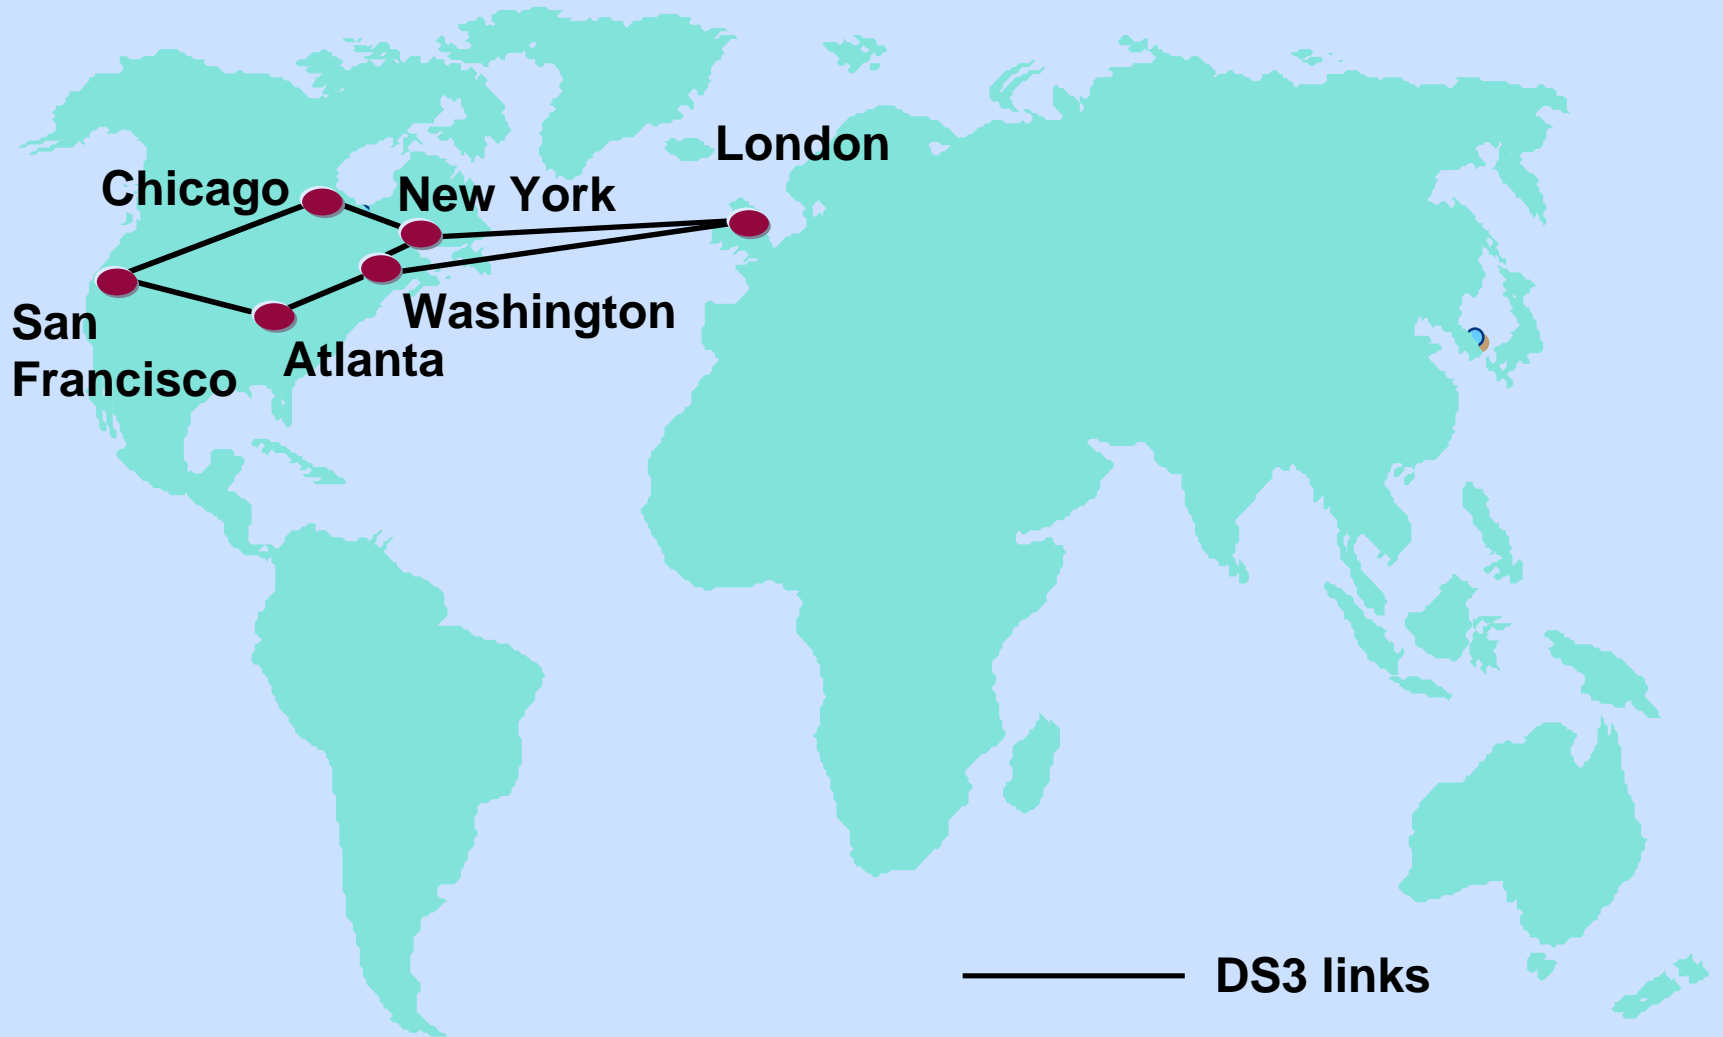 London
Chicago
New York
Washington
San
Francisco
Atlanta
DS3 links